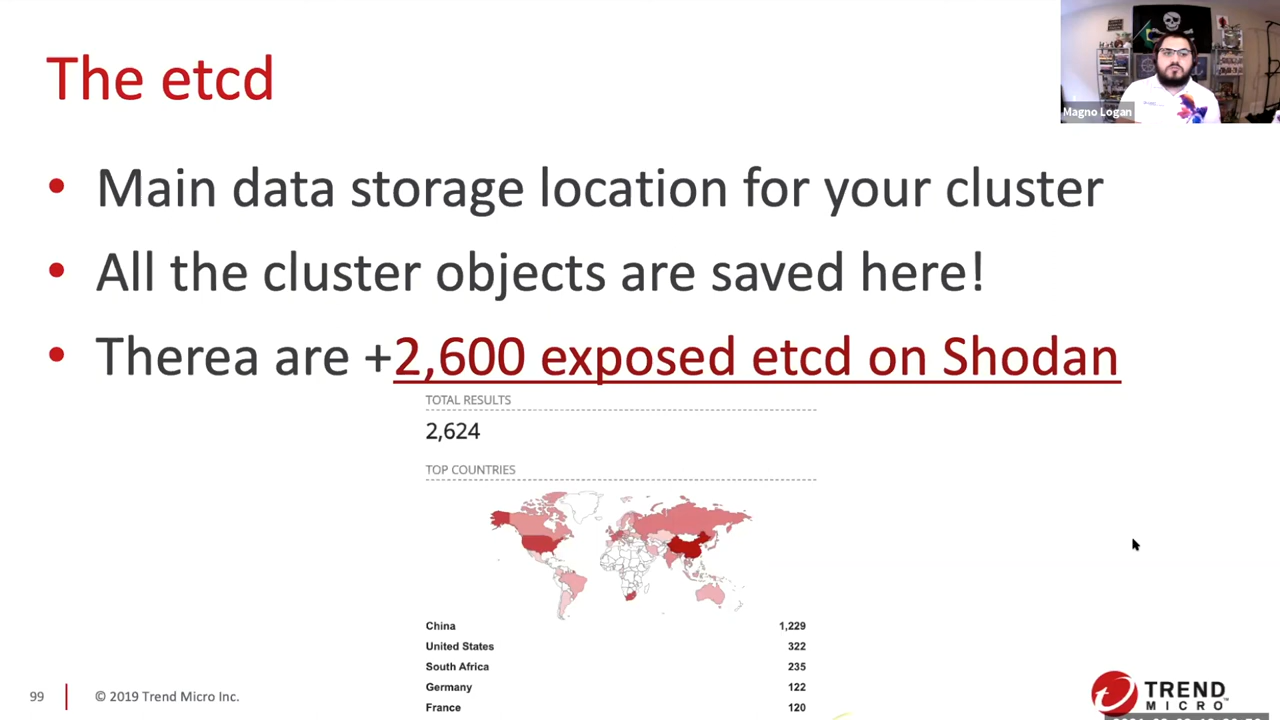 The etcd
Magno Logan
• Main data storage location for your cluster
• All the cluster objects are saved here!
• Therea are +2,600 exposed etcd on Shodan
TOTAL RESULTS
2,624
TOP COUNTRIES
China 1,229
United States 322
South Africa 235
Germany 122
France 120
99
© 2019 Trend Micro Inc.
TREND
MICRO